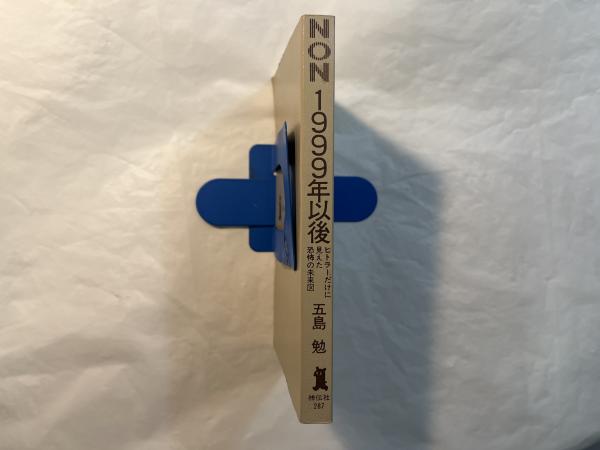 NON
1999年以後
ヒトラーだけに
見えた
恐怖の未来図
五島 勉
祥伝社
287